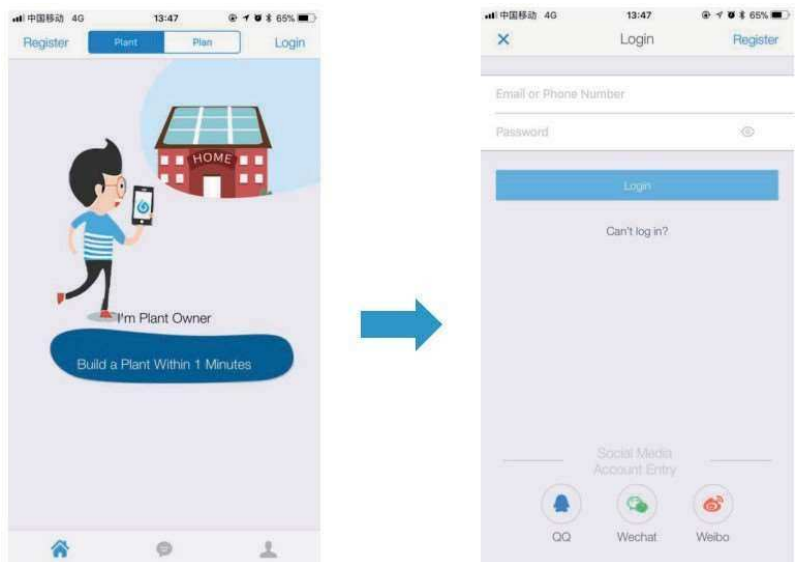 中国移动 4G 13:47 65%
Register Plant Plan Login
HOME
I'm Plant Owner
Build a Plant Within 1 Minutes
中国移动 4G 13:47 65%
Login Register
Email or Phone Number
Password
Login
Can't log in?
Social Media
Account Entry
QQ Wechat Weibo